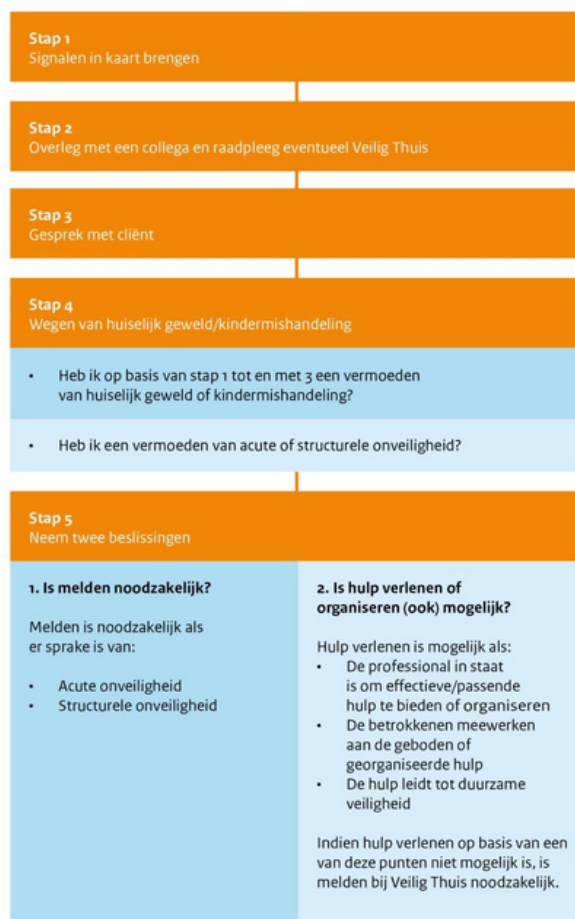 Stap 1
Signalen in kaart brengen
Stap 2
Overleg met een collega en raadpleeg eventueel Veilig Thuis
Stap 3
Gesprek met cliënt
Stap 4
Wegen van huiselijk geweld/kindermishandeling
• Heb ik op basis van stap 1 tot en met 3 een vermoeden
van huiselijk geweld of kindermishandeling?
• Heb ik een vermoeden van acute of structurele onveiligheid?
Stap 5
Neem twee beslissingen
1. Is melden noodzakelijk?
Melden is noodzakelijk als
er sprake is van:
• Acute onveiligheid
• Structurele onveiligheid
2. Is hulp verlenen of
organiseren (ook) mogelijk?
Hulp verlenen is mogelijk als:
• De professional in staat
is om effectieve/passende
hulp te bieden of organiseren
• De betrokkenen meewerken
aan de geboden of
georganiseerde hulp
• De hulp leidt tot duurzame
veiligheid
Indien hulp verlenen op basis van een
van deze punten niet mogelijk is, is
melden bij Veilig Thuis noodzakelijk.